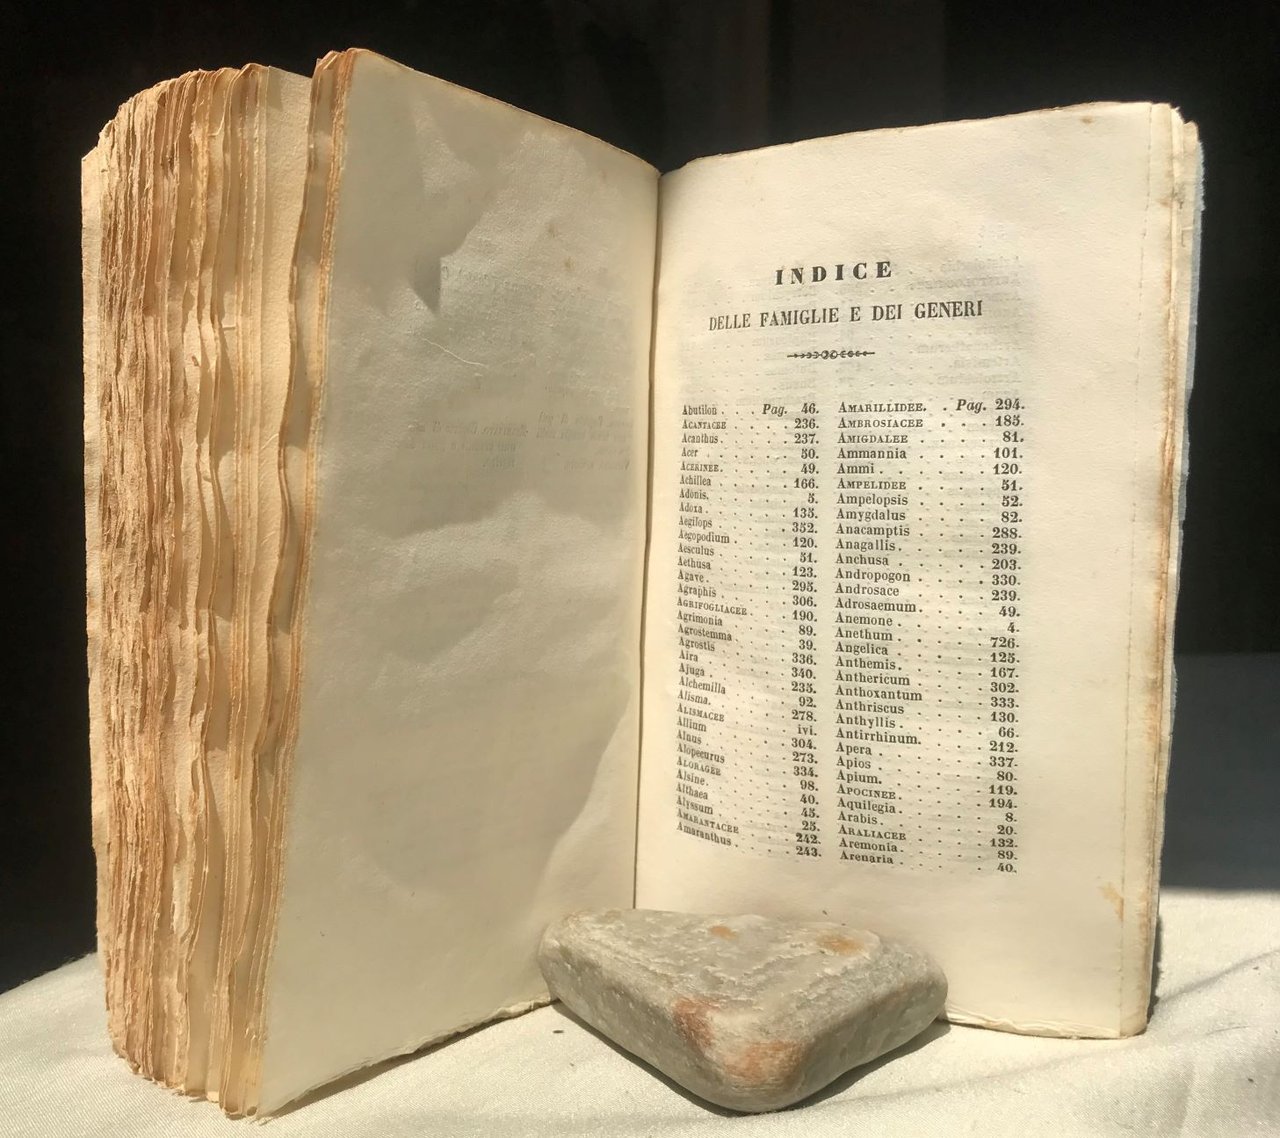 INDICE
DELLE FAMIGLIE E DEI GENERI
Abutilon . . . Pag. 46.
ACANTACEE . . . . 236.
Acanthus . . . . 237.
Acer . . . . 50.
ACERINEE . . . . 49.
Achillea . . . . 166.
Adonis. . . . . 5.
Adoxa . . . . 135.
Aegilops . . . . 352.
Aegopodium . . . . 120.
Aesculus . . . . 51.
Aethusa . . . . 123.
Agave . . . . 295.
Agraphis . . . . 306.
AGRIFOGLIACEE . . . 190.
Agrimonia . . . . 89.
Agrostemma . . . . 39.
Agrostis . . . . 336.
Aira . . . . 340.
Ajuga . . . . 235.
Alchemilla . . . . 92.
Alisma. . . . . 278.
ALISMACEE . . . . ivi.
Allium . . . . 304.
Alnus . . . . 273.
Alopecurus . . . . 334.
ALORAGEE . . . . 98.
Alsine . . . . 40.
Althaea . . . . 45.
Alyssum . . . . 25.
AMARANTACEE . . . . 242.
Amaranthus . . . . 243.
AMARILLIDEE. . Pag. 294.
AMBROSIACEE . . . 185.
AMIGDALEE . . . . 81.
Ammannia . . . . 101.
Ammi . . . . 120.
AMPELIDEE . . . . 51.
Ampelopsis . . . . 52.
Amygdalus . . . . 82.
Anacamptis . . . . 288.
Anagallis . . . . 239.
Anchusa . . . . 203.
Andropogon . . . . 330.
Androsace . . . . 239.
Adrosaemum. . . . 49.
Anemone . . . . 4.
Anethum . . . . 726.
Angelica . . . . 125.
Anthemis. . . . . 167.
Anthericum . . . . 302.
Anthoxantum . . . . 333.
Anthriscus . . . . 130.
Anthyllis . . . . 66.
Antirrhinum. . . . 212.
Apera . . . . 337.
Apios . . . . 80.
Apium. . . . . 119.
APOCINEE . . . . 194.
Aquilegia . . . . 8.
Arabis . . . . 20.
ARALIACEE . . . . 132.
Aremonia . . . . 89.
Arenaria . . . . 40.